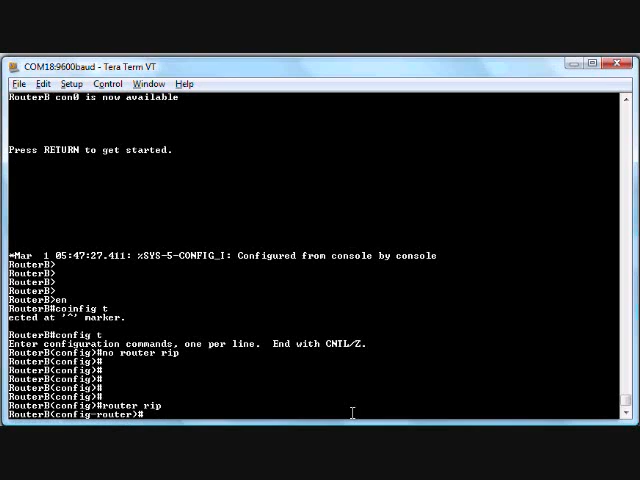 COM18:9600baud - Tera Term VT
File Edit Setup Control Window Help
RouterB con0 is now available
Press RETURN to get started.
*Mar 1 05:47:27.411: %SYS-5-CONFIG_I: Configured from console by console
RouterB>
RouterB>
RouterB>
RouterB>
RouterB>en
RouterB#coinfig t
ected at '^' marker.
RouterB#config t
Enter configuration commands, one per line. End with CNTL/Z.
RouterB(config)#no router rip
RouterB(config)#
RouterB(config)#
RouterB(config)#
RouterB(config)#
RouterB(config)#
RouterB(config)#router rip
RouterB(config-router)#